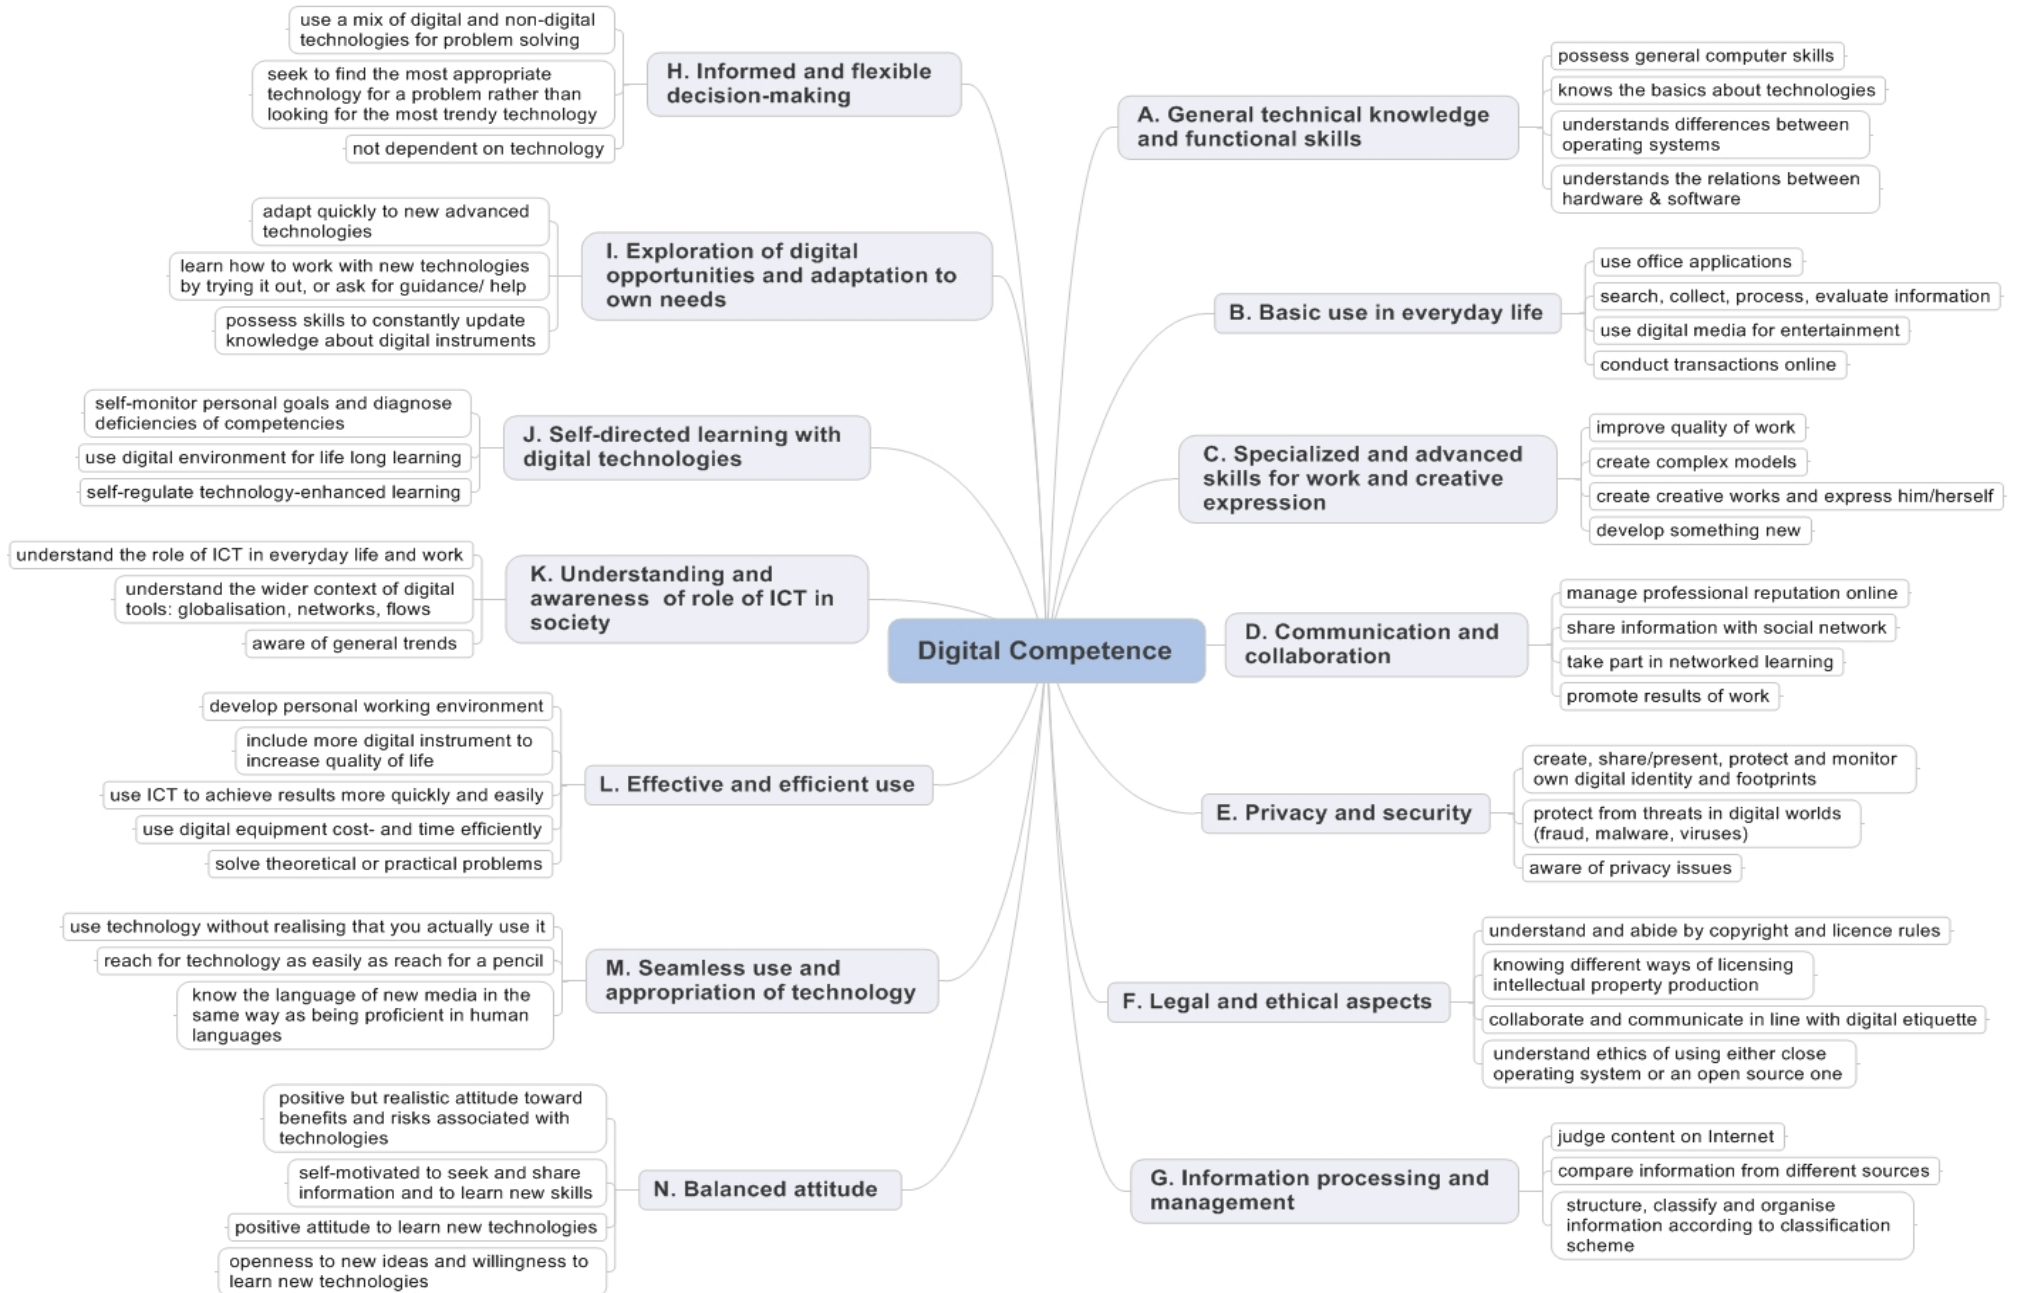 Digital Competence
A. General technical knowledge
and functional skills
possess general computer skills
knows the basics about technologies
understands differences between
operating systems
understands the relations between
hardware & software
B. Basic use in everyday life
use office applications
search, collect, process, evaluate information
use digital media for entertainment
conduct transactions online
C. Specialized and advanced
skills for work and creative
expression
improve quality of work
create complex models
create creative works and express him/herself
develop something new
D. Communication and
collaboration
manage professional reputation online
share information with social network
take part in networked learning
promote results of work
E. Privacy and security
create, share/present, protect and monitor
own digital identity and footprints
protect from threats in digital worlds
(fraud, malware, viruses)
aware of privacy issues
F. Legal and ethical aspects
understand and abide by copyright and licence rules
knowing different ways of licensing
intellectual property production
collaborate and communicate in line with digital etiquette
understand ethics of using either close
operating system or an open source one
G. Information processing and
management
judge content on Internet
compare information from different sources
structure, classify and organise
information according to classification
scheme
H. Informed and flexible
decision-making
use a mix of digital and non-digital
technologies for problem solving
seek to find the most appropriate
technology for a problem rather than
looking for the most trendy technology
not dependent on technology
I. Exploration of digital
opportunities and adaptation to
own needs
adapt quickly to new advanced
technologies
learn how to work with new technologies
by trying it out, or ask for guidance/ help
possess skills to constantly update
knowledge about digital instruments
J. Self-directed learning with
digital technologies
self-monitor personal goals and diagnose
deficiencies of competencies
use digital environment for life long learning
self-regulate technology-enhanced learning
K. Understanding and
awareness  of role of ICT in
society
understand the role of ICT in everyday life and work
understand the wider context of digital
tools: globalisation, networks, flows
aware of general trends
L. Effective and efficient use
develop personal working environment
include more digital instrument to
increase quality of life
use ICT to achieve results more quickly and easily
use digital equipment cost- and time efficiently
solve theoretical or practical problems
M. Seamless use and
appropriation of technology
use technology without realising that you actually use it
reach for technology as easily as reach for a pencil
know the language of new media in the
same way as being proficient in human
languages
N. Balanced attitude
positive but realistic attitude toward
benefits and risks associated with
technologies
self-motivated to seek and share
information and to learn new skills
positive attitude to learn new technologies
openness to new ideas and willingness to
learn new technologies